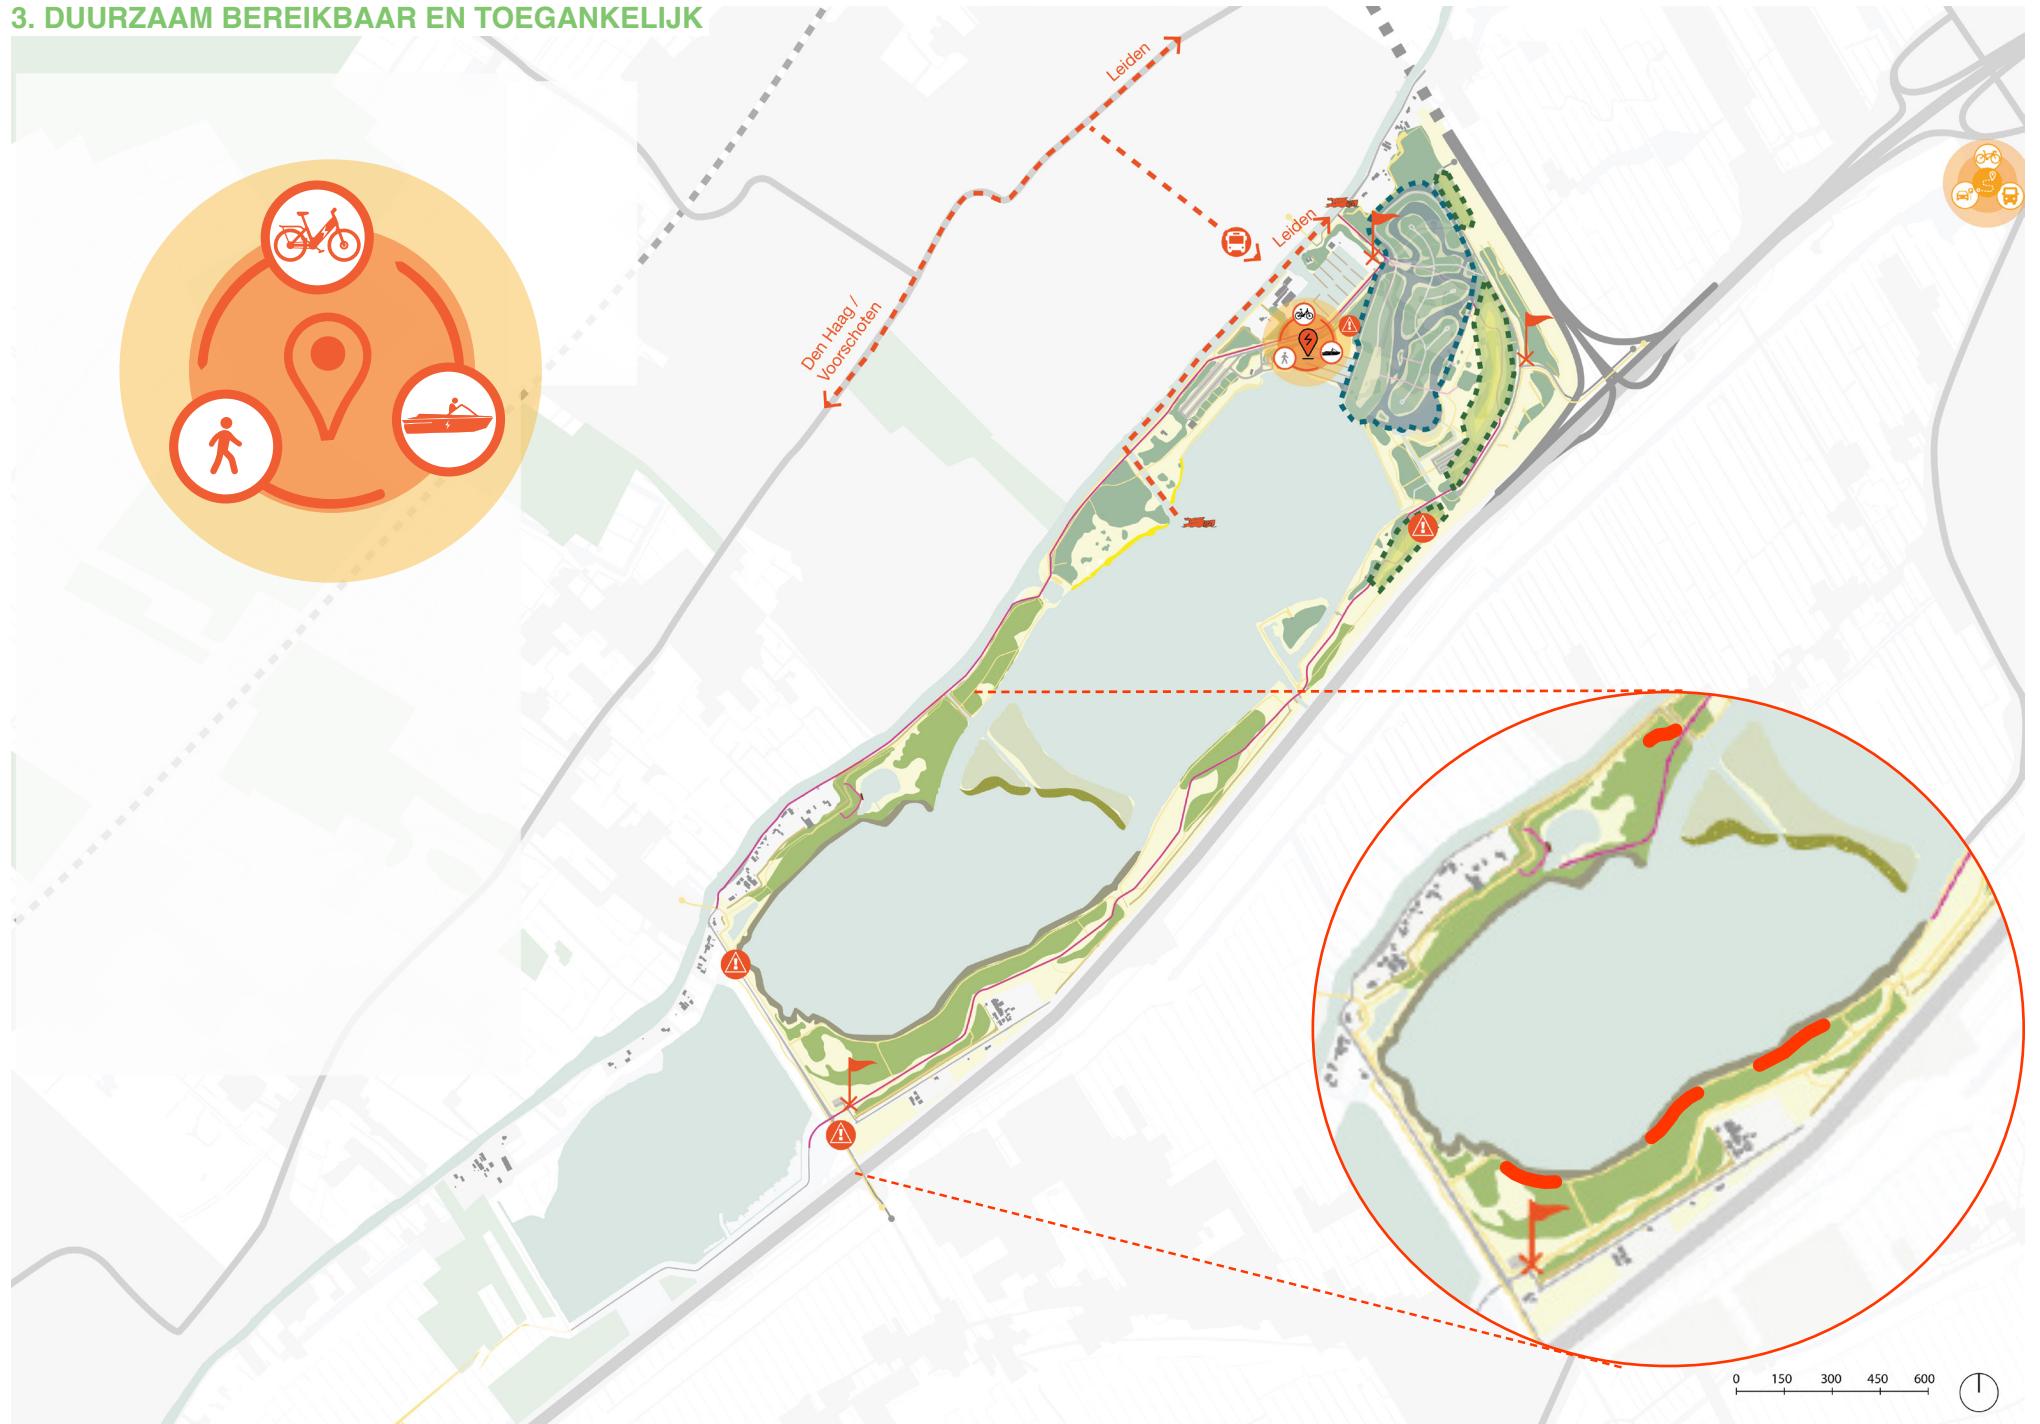 3. DUURZAAM BEREIKBAAR EN TOEGANKELIJK
Leiden
Leiden
Den Haag /
Voorschoten
0 150 300 450 600